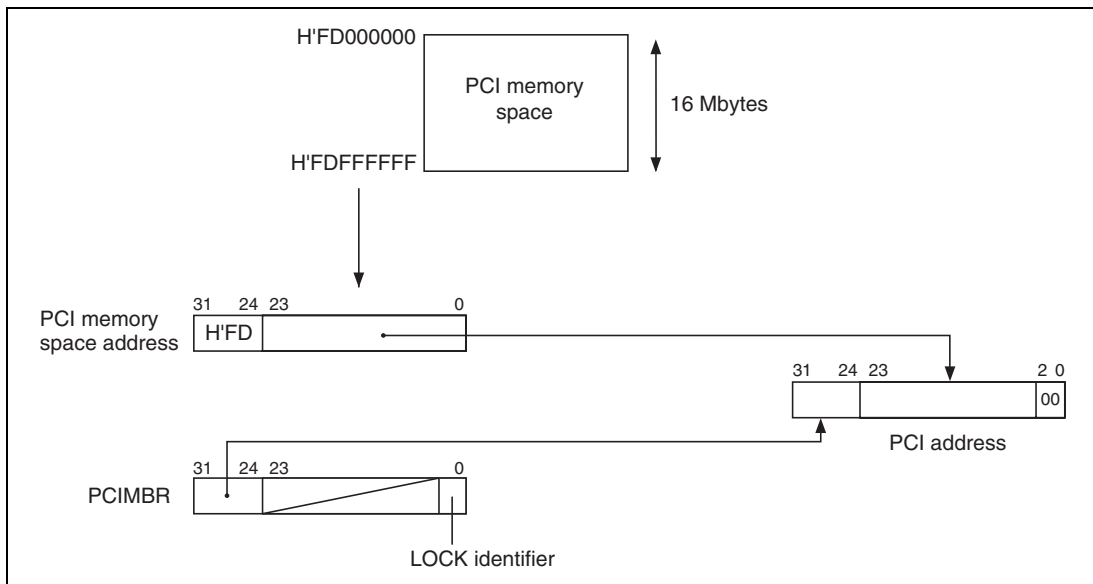 H'FD000000
PCI memory
space
16 Mbytes
H'FDFFFFFF
31 24 23 0
PCI memory
space address
H'FD
31 24 23 2 0
00
PCI address
31 24 23 0
PCIMBR
LOCK identifier